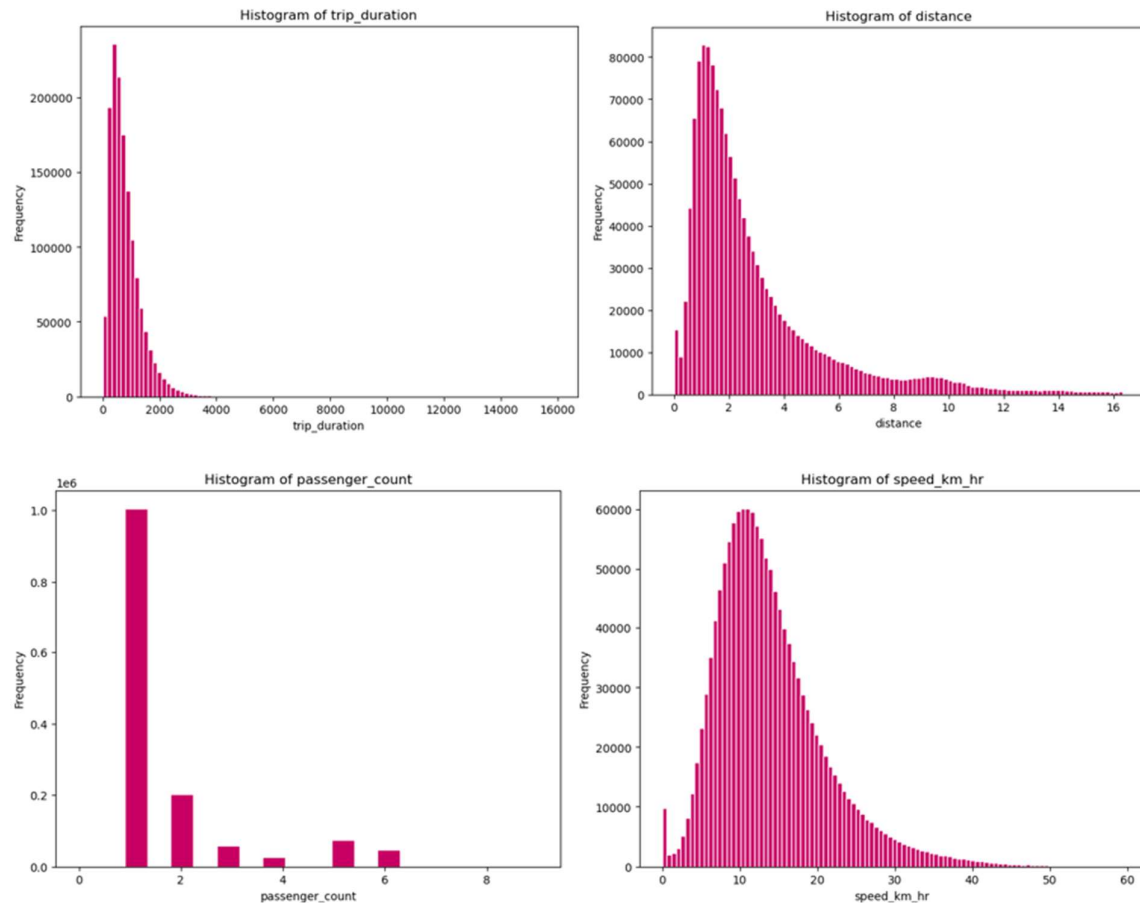 Histogram of trip_duration
200000
150000
100000
50000
0
Frequency
0 2000 4000 6000 8000 10000 12000 14000 16000
trip_duration
Histogram of distance
80000
70000
60000
50000
40000
30000
20000
10000
0
Frequency
0 2 4 6 8 10 12 14 16
distance
Histogram of passenger_count
1e6
1.0
0.8
0.6
0.4
0.2
0.0
Frequency
0 2 4 6 8
passenger_count
Histogram of speed_km_hr
60000
50000
40000
30000
20000
10000
0
Frequency
0 10 20 30 40 50 60
speed_km_hr